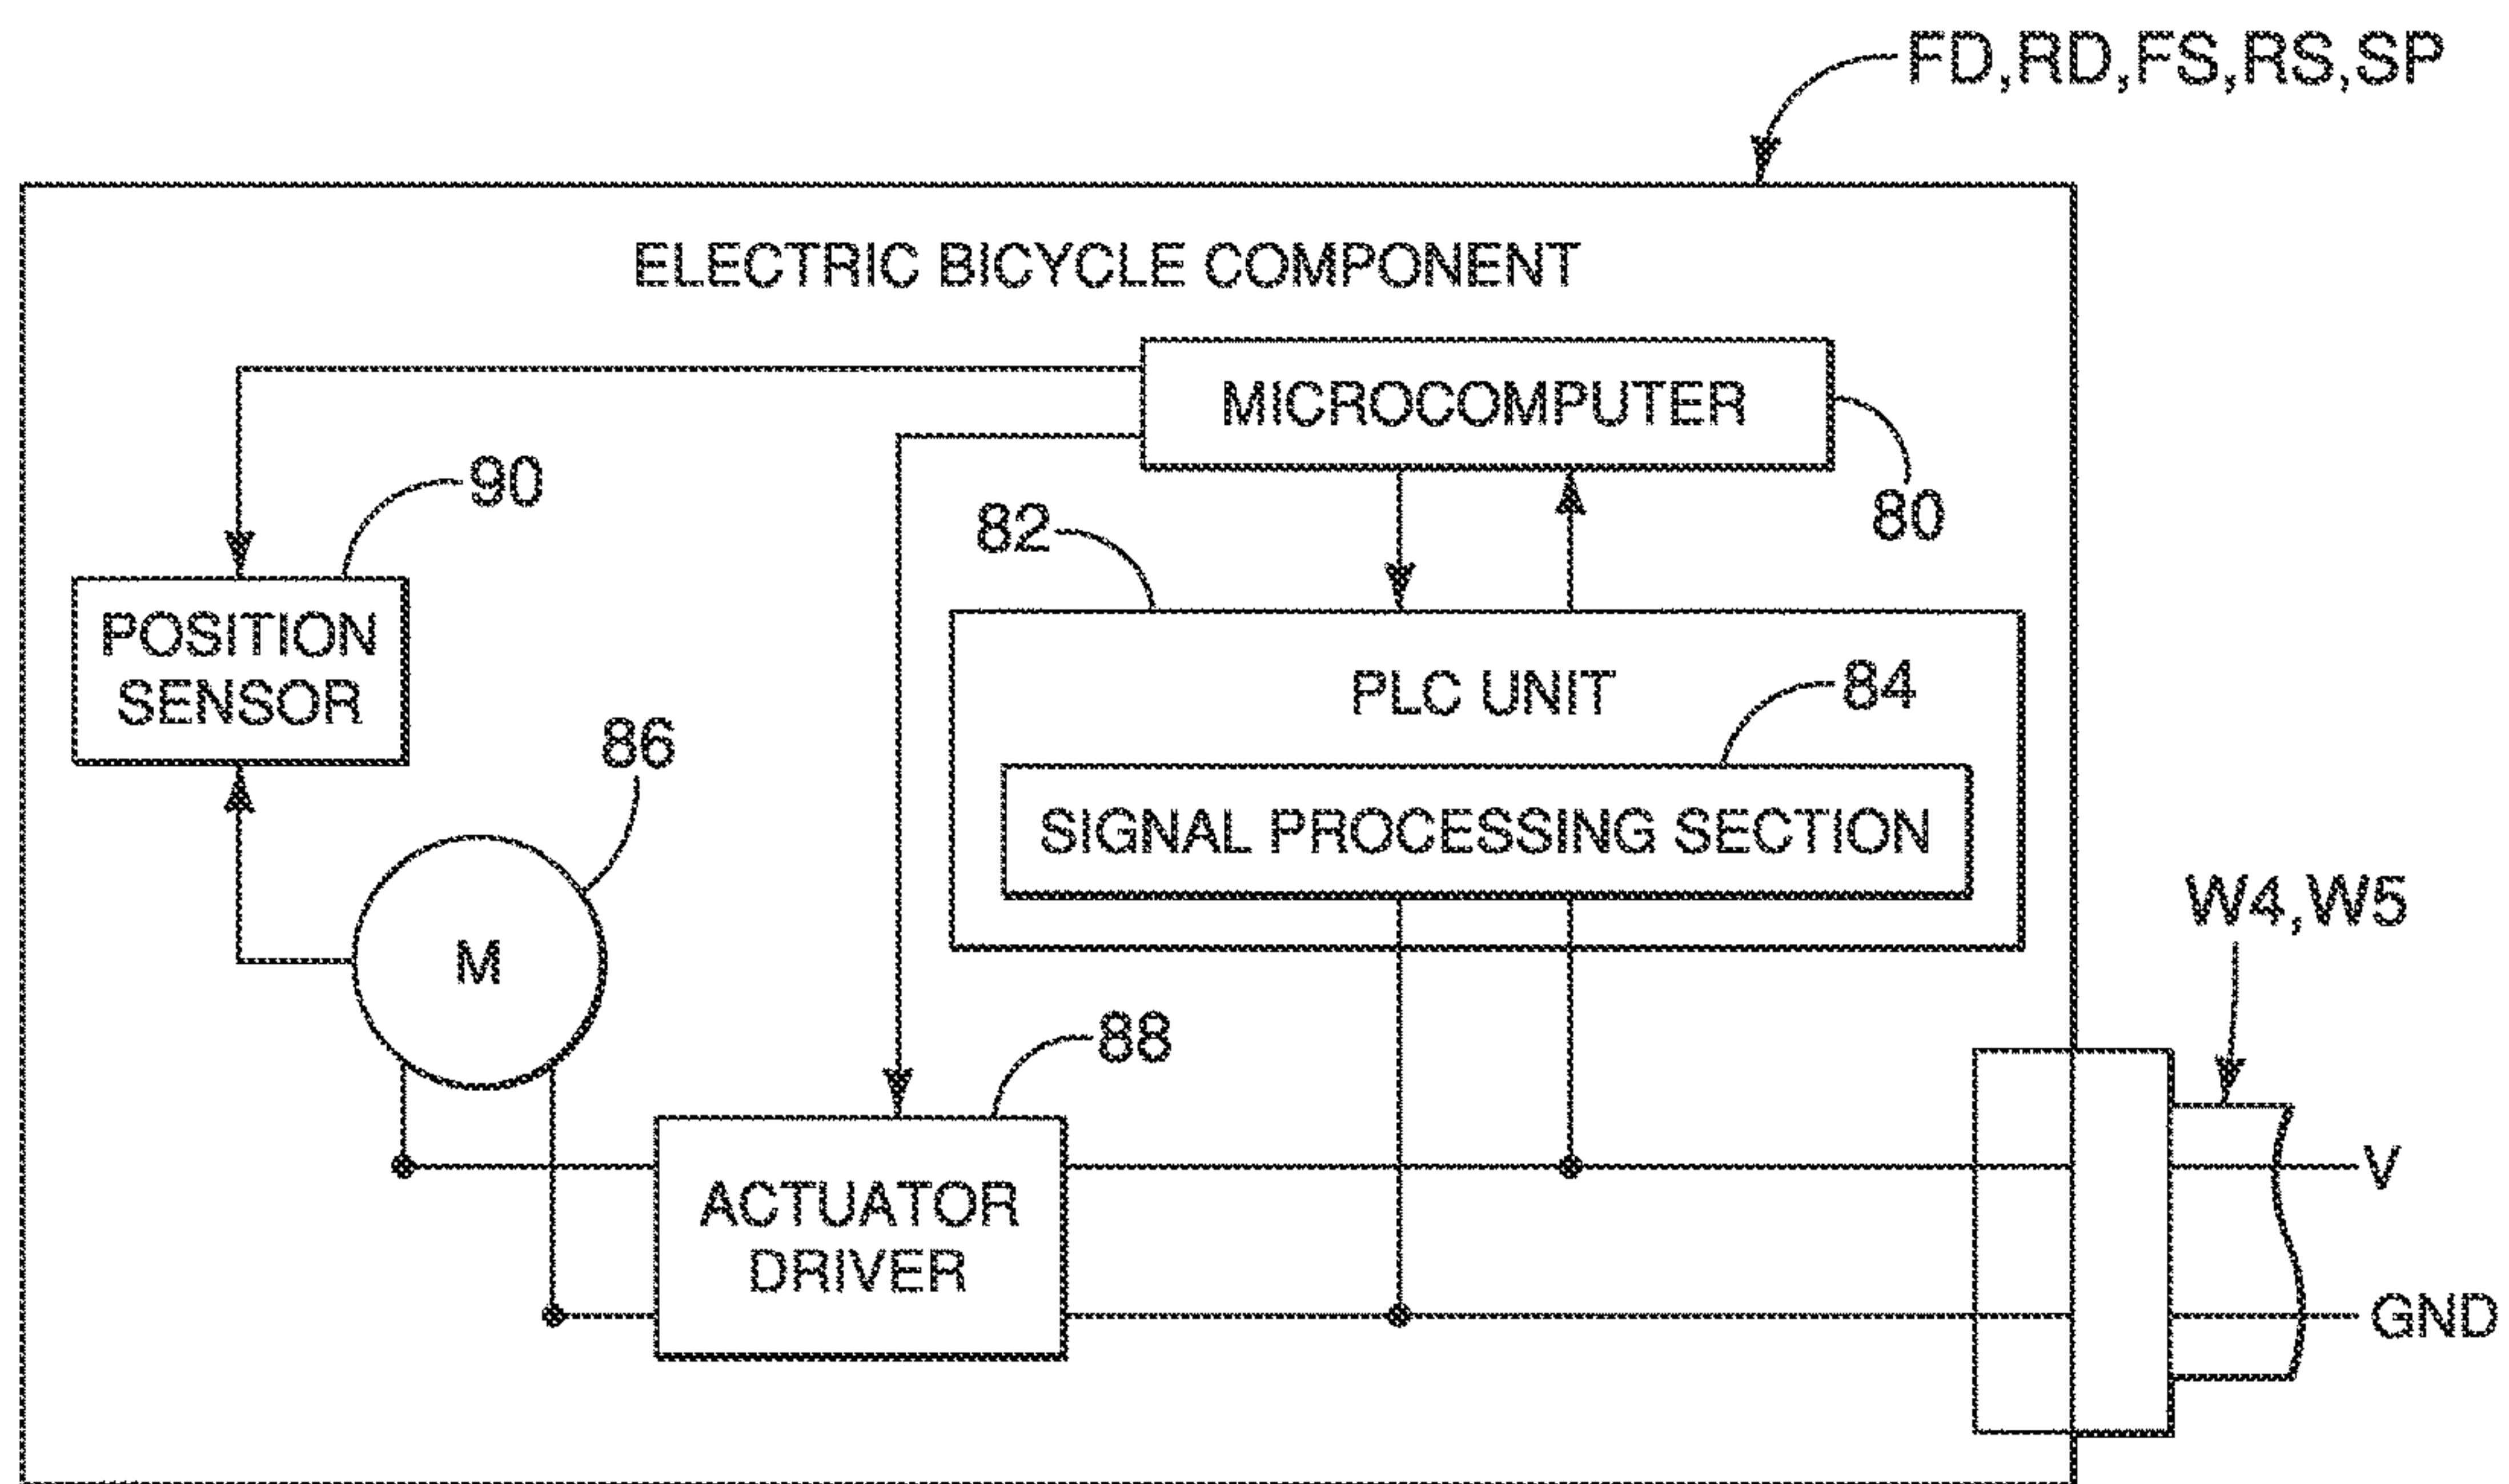 FD,RD,FS,RS,SP
ELECTRIC BICYCLE COMPONENT
MICROCOMPUTER
80
90
82
POSITION
SENSOR
PLC UNIT
84
SIGNAL PROCESSING SECTION
86
M
W4,W5
88
ACTUATOR
DRIVER
V
GND